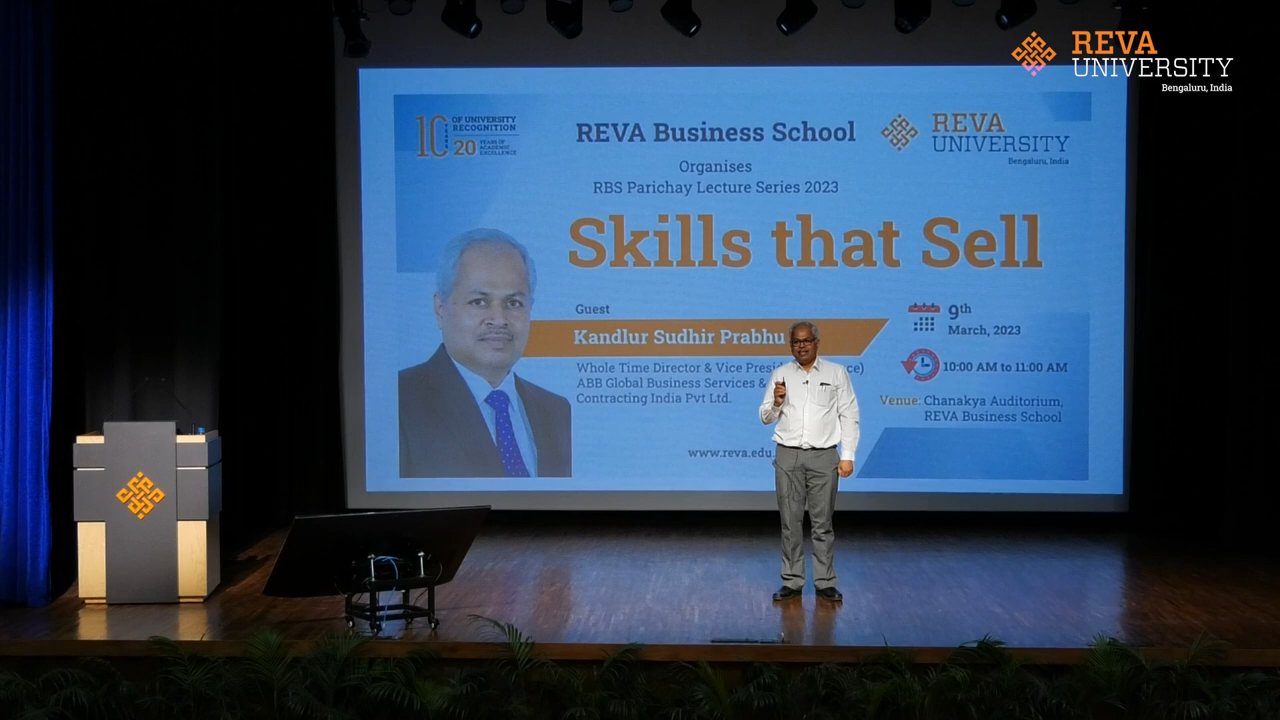 REVA
UNIVERSITY
Bengaluru, India
10 YEARS OF UNIVERSITY
RECOGNITION
20 YEARS OF
ACADEMIC
EXCELLENCE
REVA Business School
REVA
UNIVERSITY
Bengaluru, India
Organises
RBS Parichay Lecture Series 2023
Skills that Sell
Guest
Kandlur Sudhir Prabhu
Whole Time Director & Vice
ABB Global Business Services &
Contracting India Pvt Ltd.
9th
March, 2023
10:00 AM to 11:00 AM
Venue: Chanakya Auditorium,
REVA Business School
www.reva.edu.